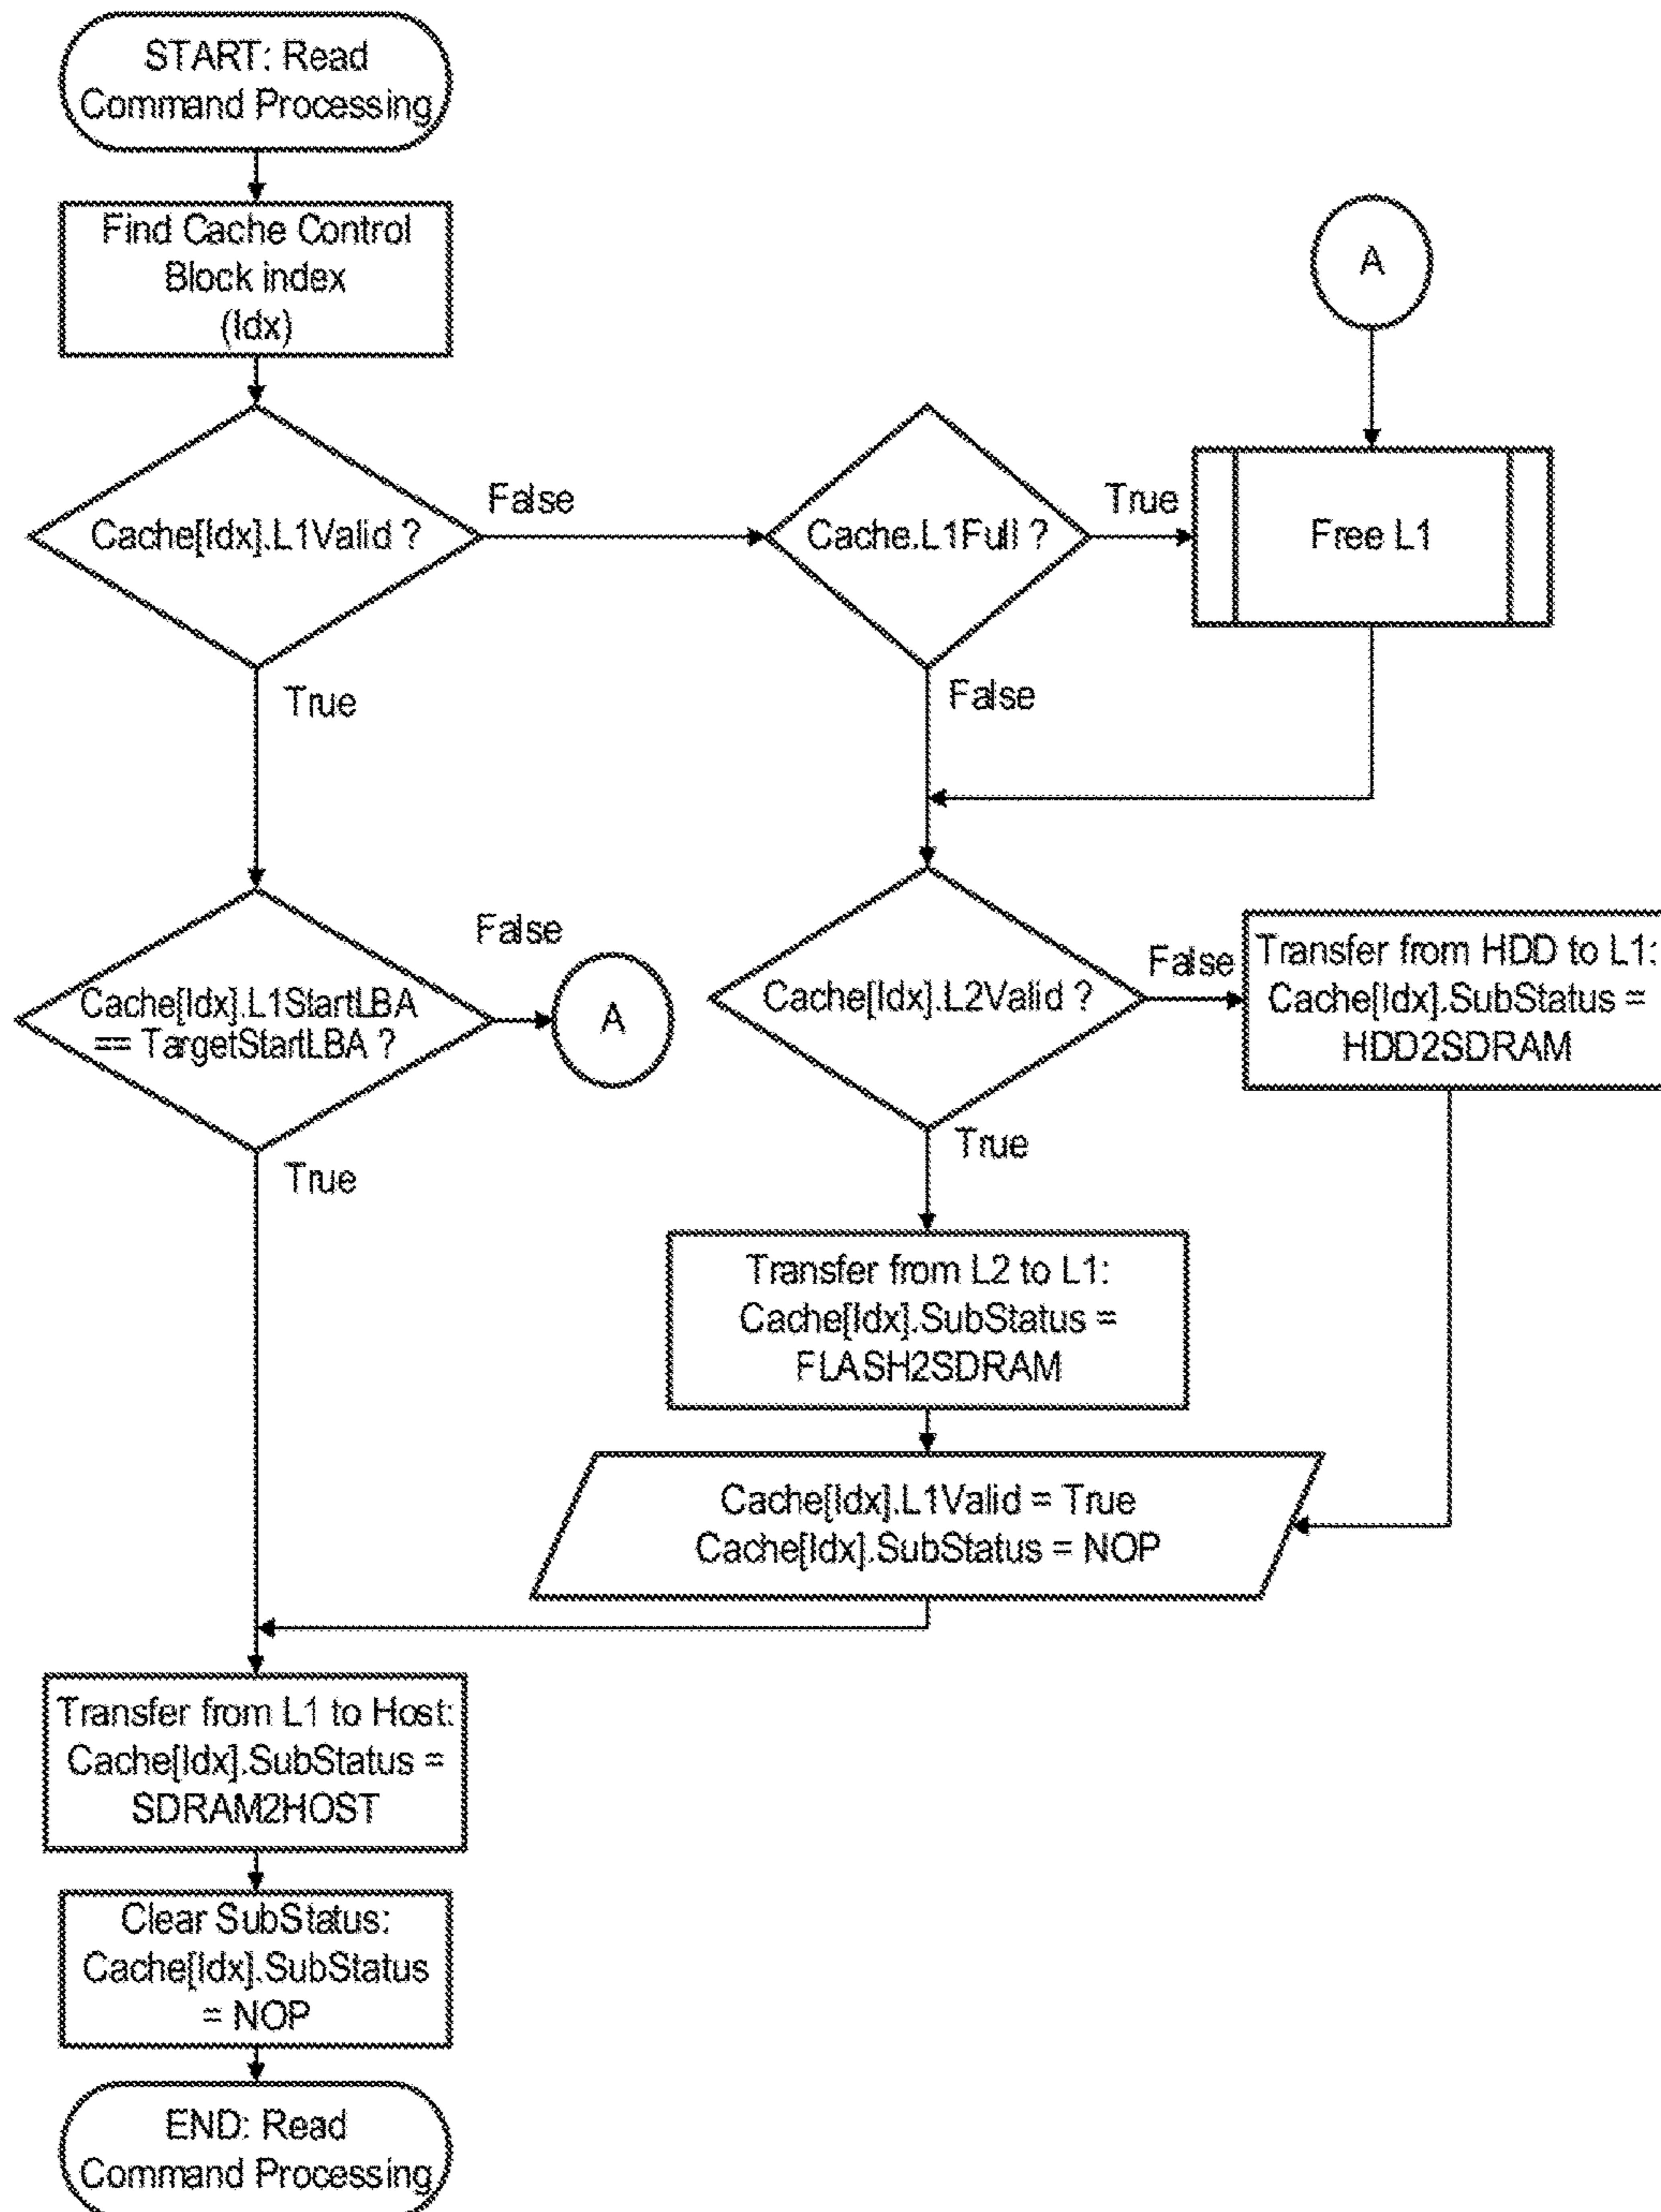 START: Read
Command Processing
Find Cache Control
Block index
(Idx)
A
Cache[Idx].L1Valid ?
False
Cache.L1Full ?
True
Free L1
True
False
Cache[Idx].L1StartLBA
== TargetStartLBA ?
False
A
Cache[Idx].L2Valid ?
False
Transfer from HDD to L1:
Cache[Idx].SubStatus =
HDD2SDRAM
True
True
Transfer from L2 to L1:
Cache[Idx].SubStatus =
FLASH2SDRAM
Cache[Idx].L1Valid = True
Cache[Idx].SubStatus = NOP
Transfer from L1 to Host:
Cache[Idx].SubStatus =
SDRAM2HOST
Clear SubStatus:
Cache[Idx].SubStatus
= NOP
END: Read
Command Processing